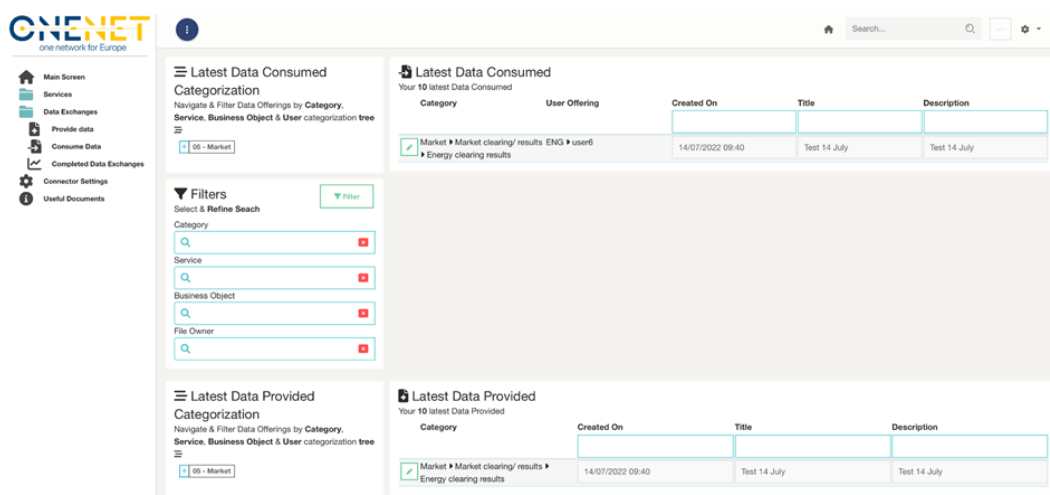 ONENET
one network for Europe
Search...
Main Screen
Services
Data Exchanges
Provide data
Consume Data
Completed Data Exchanges
Connector Settings
Useful Documents
Latest Data Consumed
Categorization
Navigate & Filter Data Offerings by Category,
Service, Business Object & User categorization tree
+ 05 - Market
Latest Data Consumed
Your 10 latest Data Consumed
Category User Offering Created On Title Description
Market Market clearing/ results ENG user6 14/07/2022 09:40 Test 14 July Test 14 July
Energy clearing results
Filters
Filter
Select & Refine Seach
Category
Service
Business Object
File Owner
Latest Data Provided
Categorization
Navigate & Filter Data Offerings by Category,
Service, Business Object & User categorization tree
+ 05 - Market
Latest Data Provided
Your 10 latest Data Provided
Category Created On Title Description
Market Market clearing/ results 14/07/2022 09:40 Test 14 July Test 14 July
Energy clearing results